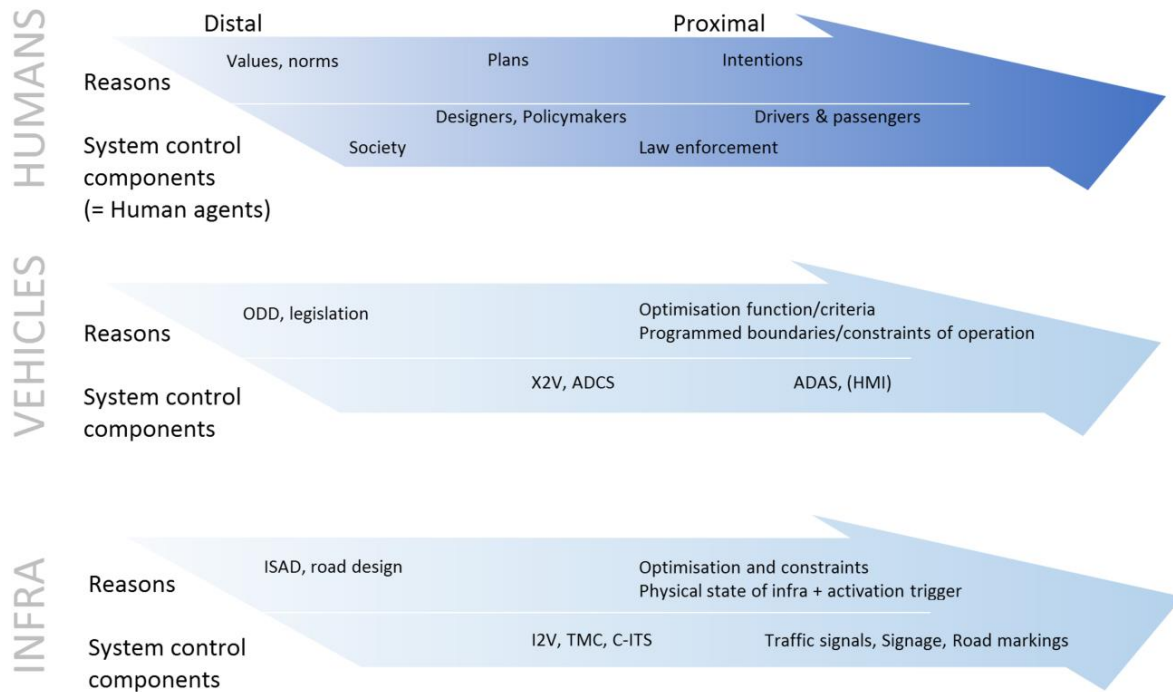 HUMANS
Distal
Proximal
Reasons
Values, norms
Plans
Intentions
System control
components
(= Human agents)
Designers, Policymakers
Drivers & passengers
Society
Law enforcement
VEHICLES
Reasons
ODD, legislation
Optimisation function/criteria
Programmed boundaries/constraints of operation
System control
components
X2V, ADCS
ADAS, (HMI)
INFRA
Reasons
ISAD, road design
Optimisation and constraints
Physical state of infra + activation trigger
System control
components
I2V, TMC, C-ITS
Traffic signals, Signage, Road markings